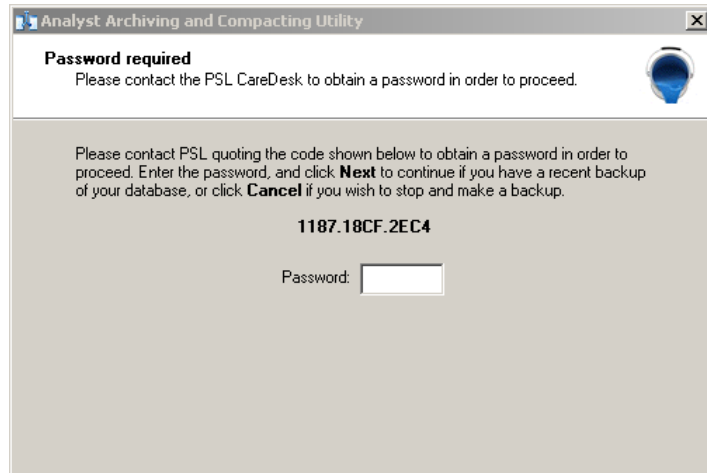 Analyst Archiving and Compacting Utility
Password required
Please contact the PSL CareDesk to obtain a password in order to proceed.
Please contact PSL quoting the code shown below to obtain a password in order to
proceed. Enter the password, and click Next to continue if you have a recent backup
of your database, or click Cancel if you wish to stop and make a backup.
1187.18CF.2EC4
Password: